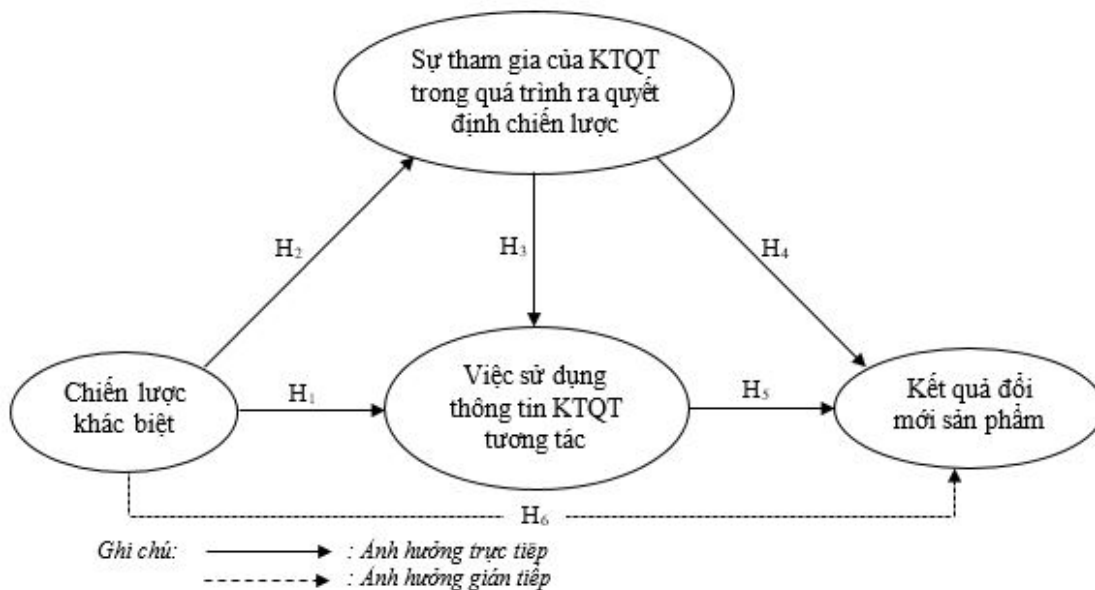 Sự tham gia của KTQT
trong quá trình ra quyết
định chiến lược
H₂
H₃
H₄
Chiến lược
khác biệt
H₁
Việc sử dụng
thông tin KTQT
tương tác
H₅
Kết quả đổi
mới sản phẩm
H₆
Ghi chú: : Ảnh hưởng trực tiếp
: Ảnh hưởng gián tiếp